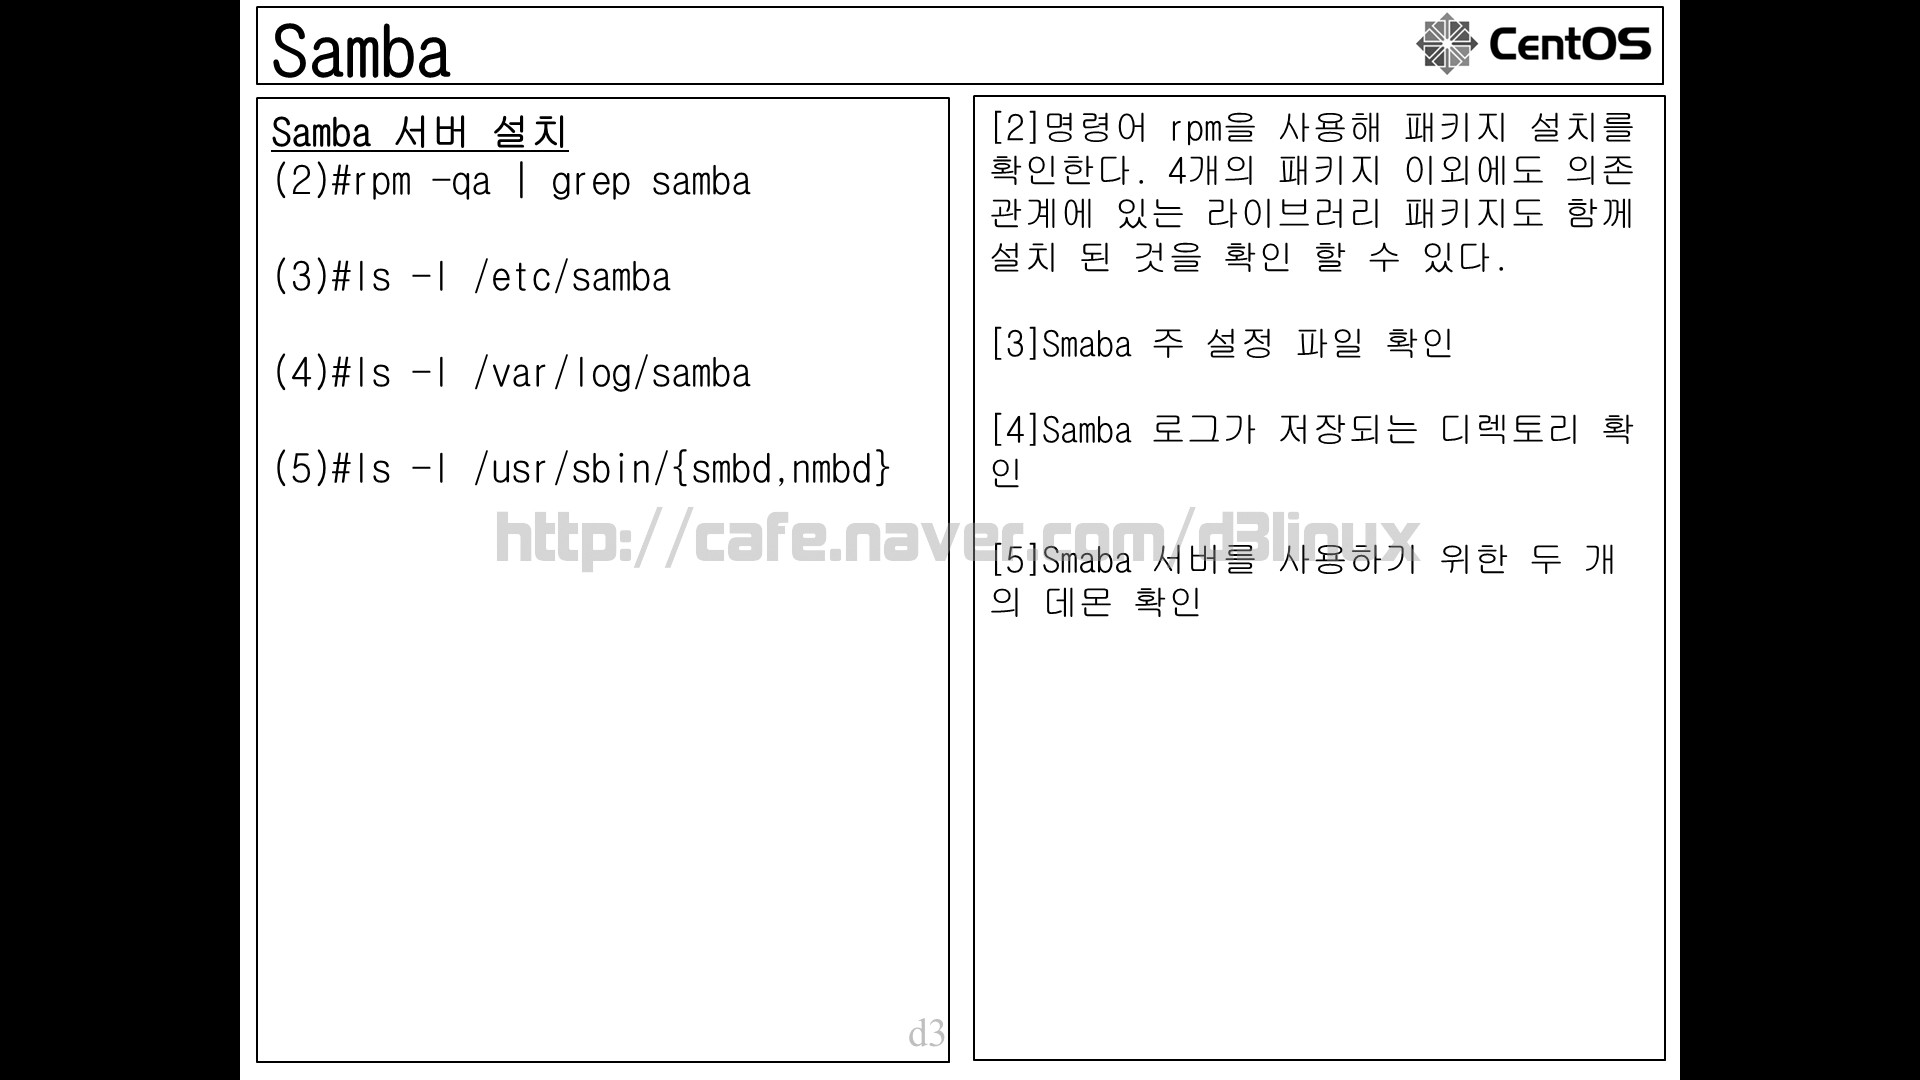 Samba
CentOS
Samba 서버 설치
(2)#rpm -qa | grep samba
(3)#ls -l /etc/samba
(4)#ls -l /var/log/samba
(5)#ls -l /usr/sbin/{smbd,nmbd}
[2]명령어 rpm을 사용해 패키지 설치를
확인한다. 4개의 패키지 이외에도 의존
관계에 있는 라이브러리 패키지도 함께
설치 된 것을 확인 할 수 있다.
[3]Smaba 주 설정 파일 확인
[4]Samba 로그가 저장되는 디렉토리 확
인
[5]Smaba 서버를 사용하기 위한 두 개
의 데몬 확인
http://cafe.naver.com/d3linux
d3